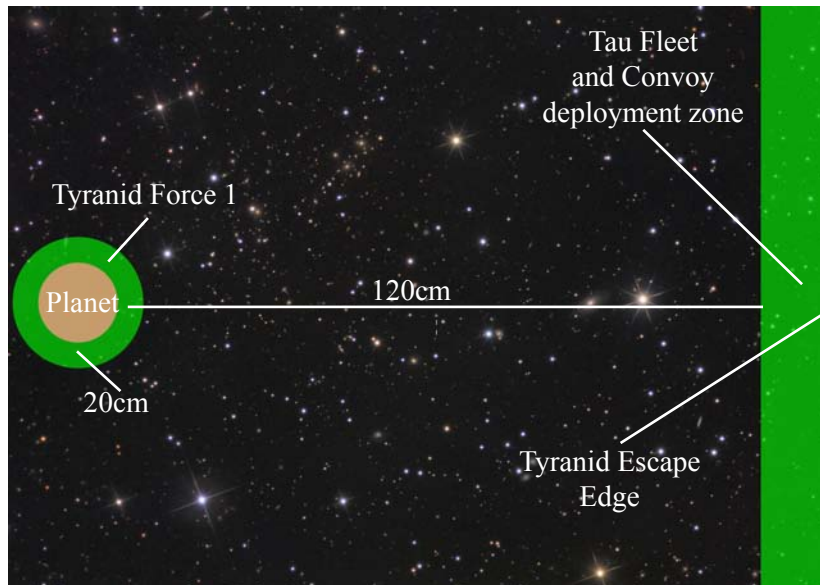 Tau Fleet
and Convoy
deployment zone
Tyranid Force 1
Planet
120cm
20cm
Tyranid Escape
Edge